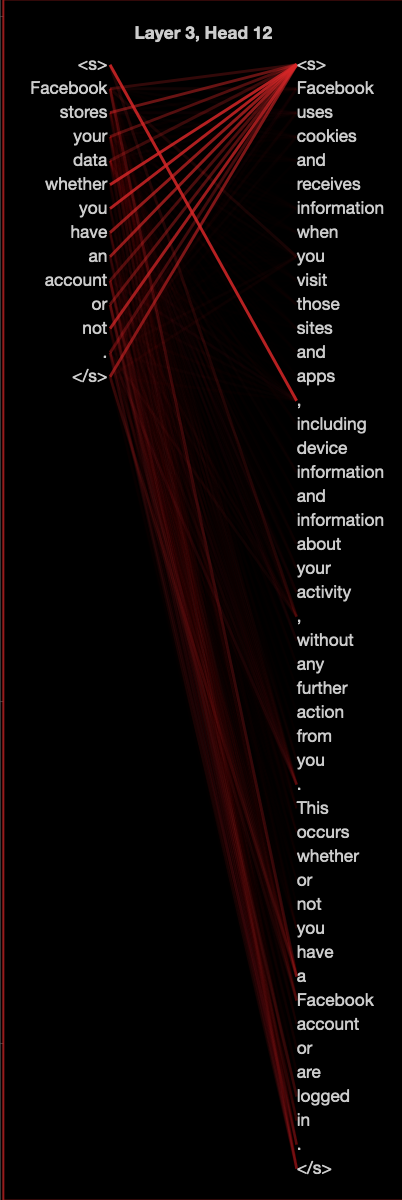 Layer 3, Head 12
<s>
Facebook
stores
your
data
whether
you
have
an
account
or
not
.
</s>
<s>
Facebook
uses
cookies
and
receives
information
when
you
visit
those
sites
and
apps
,
including
device
information
and
information
about
your
activity
,
without
any
further
action
from
you
.
This
occurs
whether
or
not
you
have
a
Facebook
account
or
are
logged
in
.
</s>